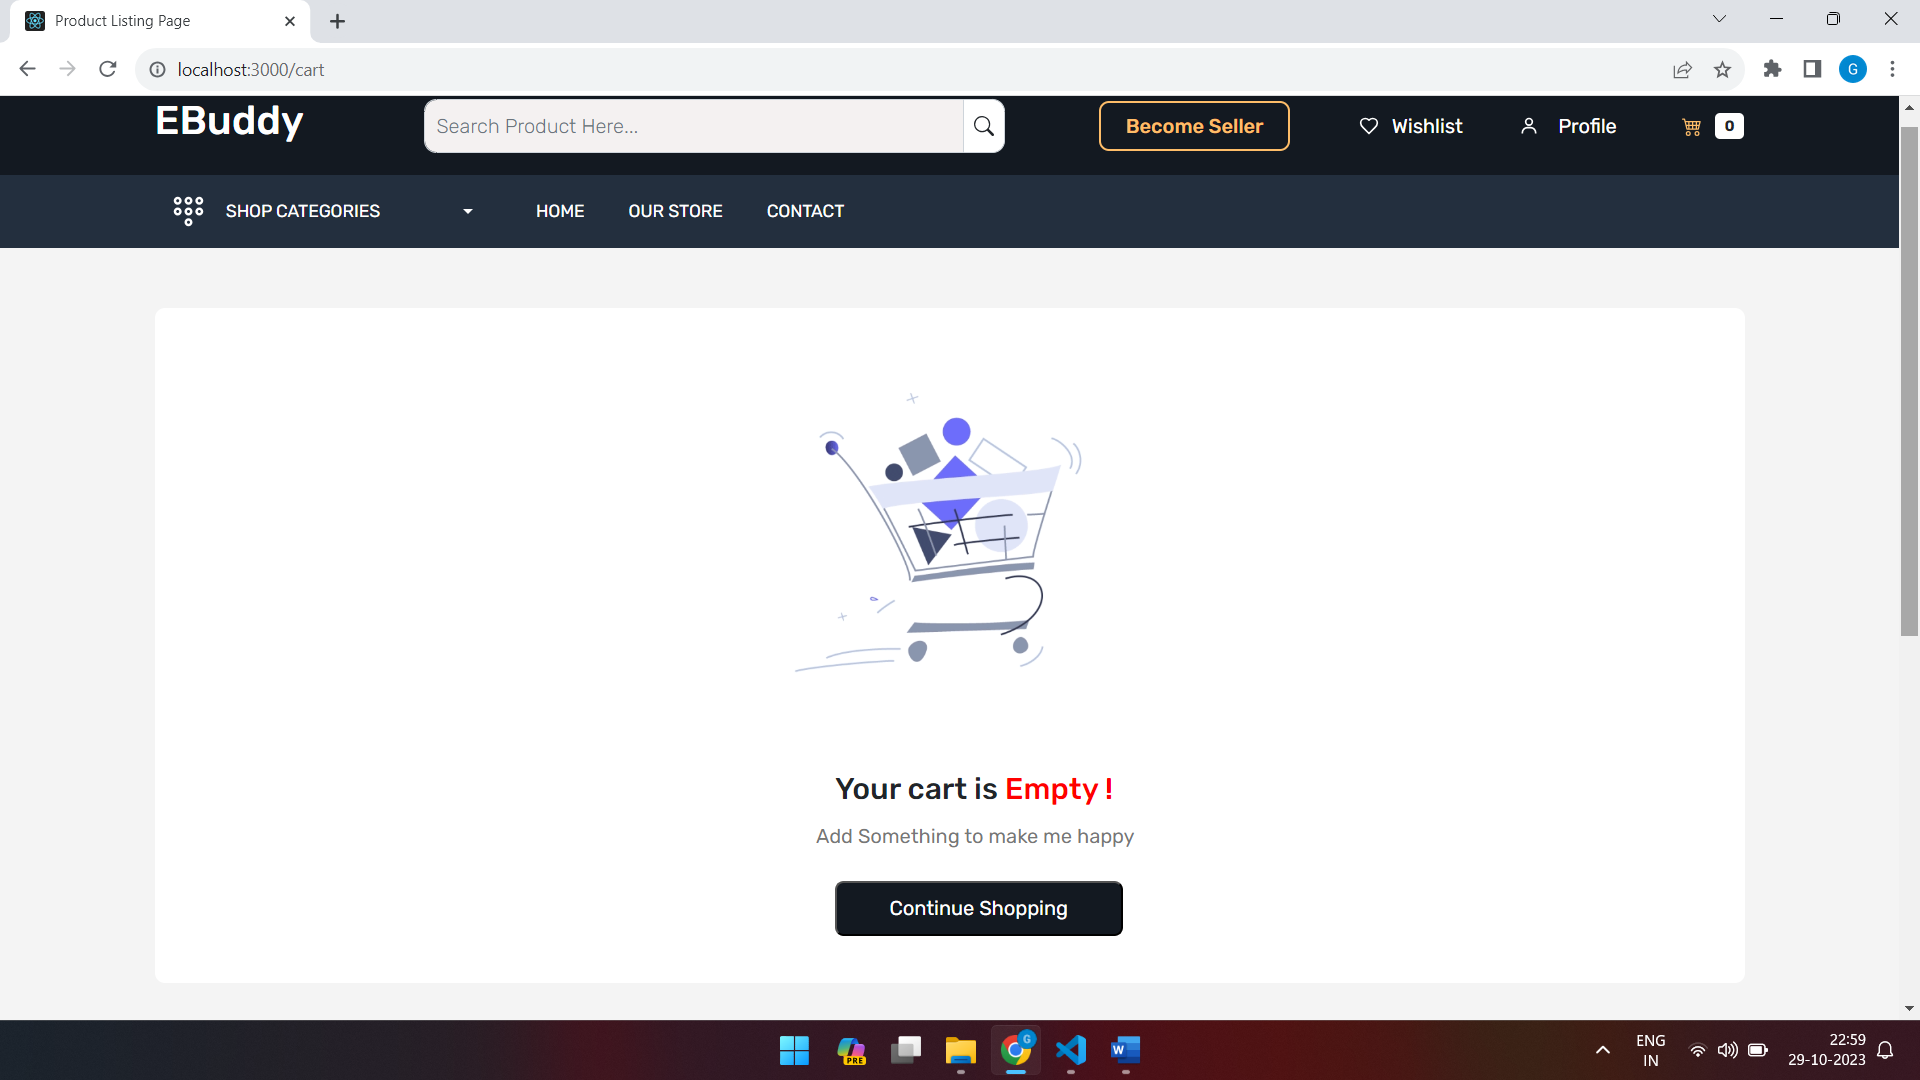 Product Listing Page
localhost:3000/cart
G
EBuddy
Search Product Here...
Become Seller
Wishlist
Profile
0
SHOP CATEGORIES
HOME
OUR STORE
CONTACT
Your cart is Empty !
Add Something to make me happy
Continue Shopping
PRE
G
W
ENG
IN
22:59
29-10-2023